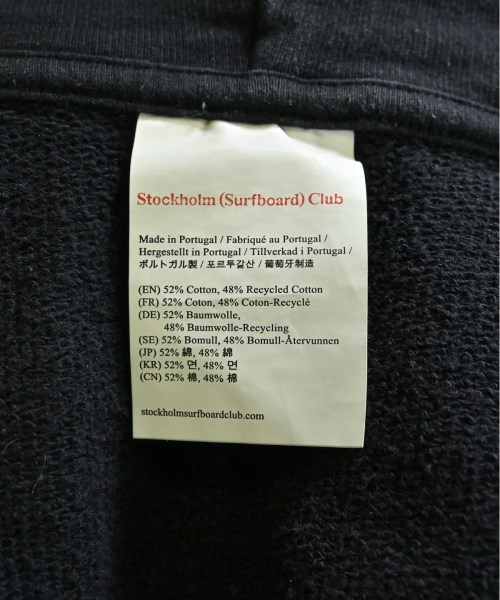 Stockholm (Surfboard) Club
Made in Portugal / Fabriqué au Portugal /
Hergestellt in Portugal / Tillverkad i Portugal /
ポルトガル製 / 포르투갈산 / 葡萄牙制造
(EN) 52% Cotton, 48% Recycled Cotton
(FR) 52% Coton, 48% Coton-Recyclé
(DE) 52% Baumwolle,
48% Baumwolle-Recycling
(SE) 52% Bomull, 48% Bomull-Återvunnen
(JP) 52% 綿, 48% 綿
(KR) 52% 면, 48% 면
(CN) 52% 棉, 48% 棉
stockholmsurfboardclub.com